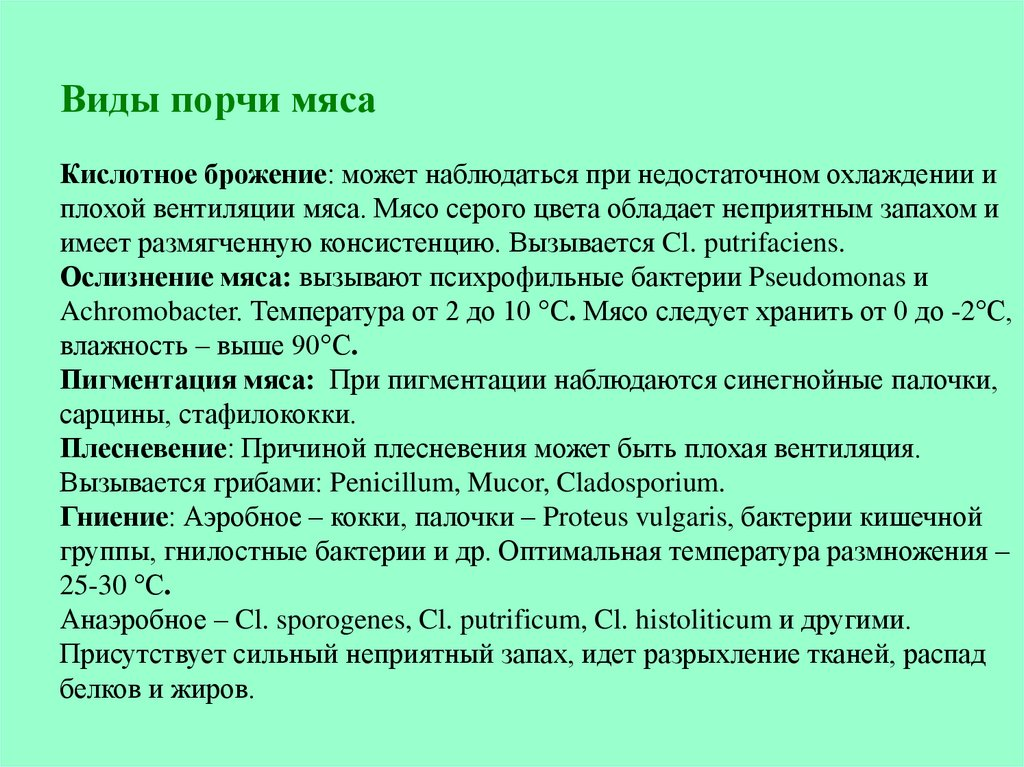 Виды порчи мяса
Кислотное брожение: может наблюдаться при недостаточном охлаждении и
плохой вентиляции мяса. Мясо серого цвета обладает неприятным запахом и
имеет размягченную консистенцию. Вызывается Cl. putrifaciens.
Ослизнение мяса: вызывают психрофильные бактерии Pseudomonas и
Achromobacter. Температура от 2 до 10 °С. Мясо следует хранить от 0 до -2°С,
влажность – выше 90°С.
Пигментация мяса: При пигментации наблюдаются синегнойные палочки,
сарцины, стафилококки.
Плесневение: Причиной плесневения может быть плохая вентиляция.
Вызывается грибами: Penicillum, Mucor, Cladosporium.
Гниение: Аэробное – кокки, палочки – Proteus vulgaris, бактерии кишечной
группы, гнилостные бактерии и др. Оптимальная температура размножения –
25-30 °С.
Анаэробное – Cl. sporogenes, Cl. putrificum, Cl. histoliticum и другими.
Присутствует сильный неприятный запах, идет разрыхление тканей, распад
белков и жиров.